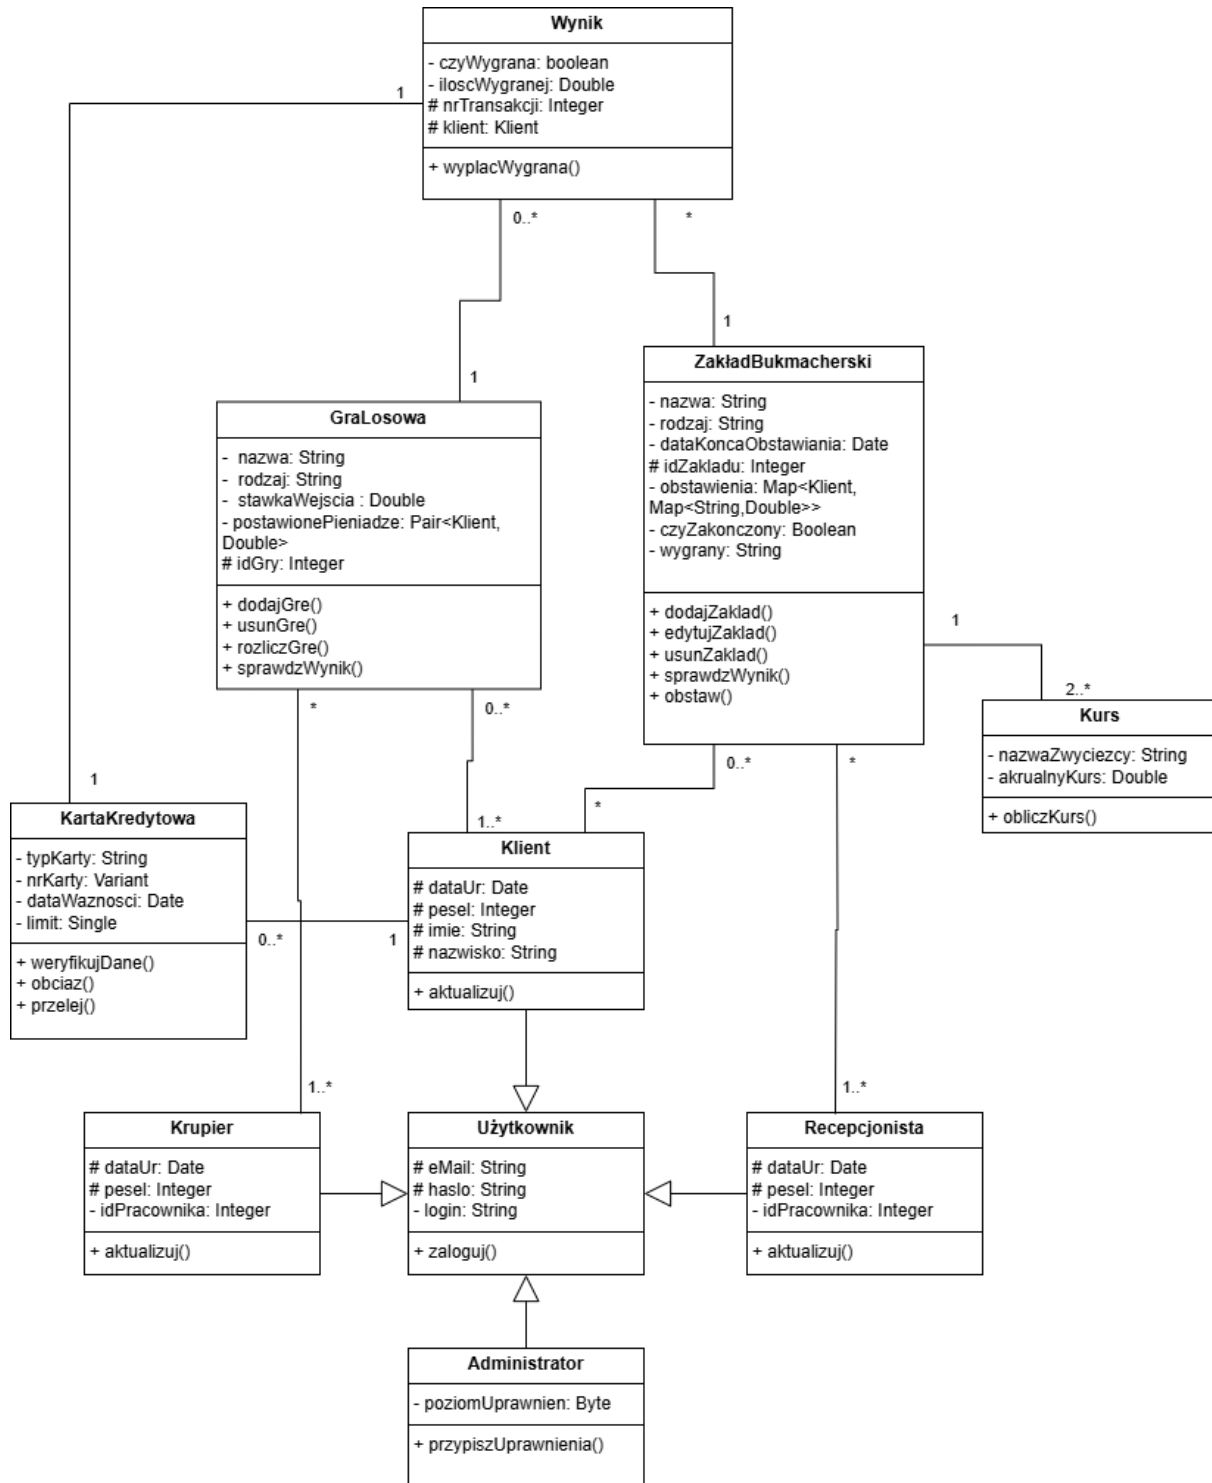 Wynik
- czyWygrana: boolean
- iloscWygranej: Double
# nrTransakcji: Integer
# klient: Klient
+ wyplacWygrana()
1
0..*
*
1
1
ZakładBukmacherski
- nazwa: String
- rodzaj: String
- dataKoncaObstawiania: Date
# idZakladu: Integer
- obstawienia: Map<Klient,
Map<String,Double>>
- czyZakonczony: Boolean
- wygrany: String
+ dodajZaklad()
+ edytujZaklad()
+ usunZaklad()
+ sprawdzWynik()
+ obstaw()
GraLosowa
- nazwa: String
- rodzaj: String
- stawkaWejscia : Double
- postawionePieniadze: Pair<Klient,
Double>
# idGry: Integer
+ dodajGre()
+ usunGre()
+ rozliczGre()
+ sprawdzWynik()
1
2..*
Kurs
- nazwaZwyciezcy: String
- akrualnyKurs: Double
+ obliczKurs()
*
0..*
0..*
*
1
1..*
*
KartaKredytowa
- typKarty: String
- nrKarty: Variant
- dataWaznosci: Date
- limit: Single
+ weryfikujDane()
+ obciaz()
+ przelej()
0..*
1
Klient
# dataUr: Date
# pesel: Integer
# imie: String
# nazwisko: String
+ aktualizuj()
1..*
1..*
Krupier
# dataUr: Date
# pesel: Integer
- idPracownika: Integer
+ aktualizuj()
Użytkownik
# eMail: String
# haslo: String
- login: String
+ zaloguj()
Recepcjonista
# dataUr: Date
# pesel: Integer
- idPracownika: Integer
+ aktualizuj()
Administrator
- poziomUprawnien: Byte
+ przypiszUprawnienia()